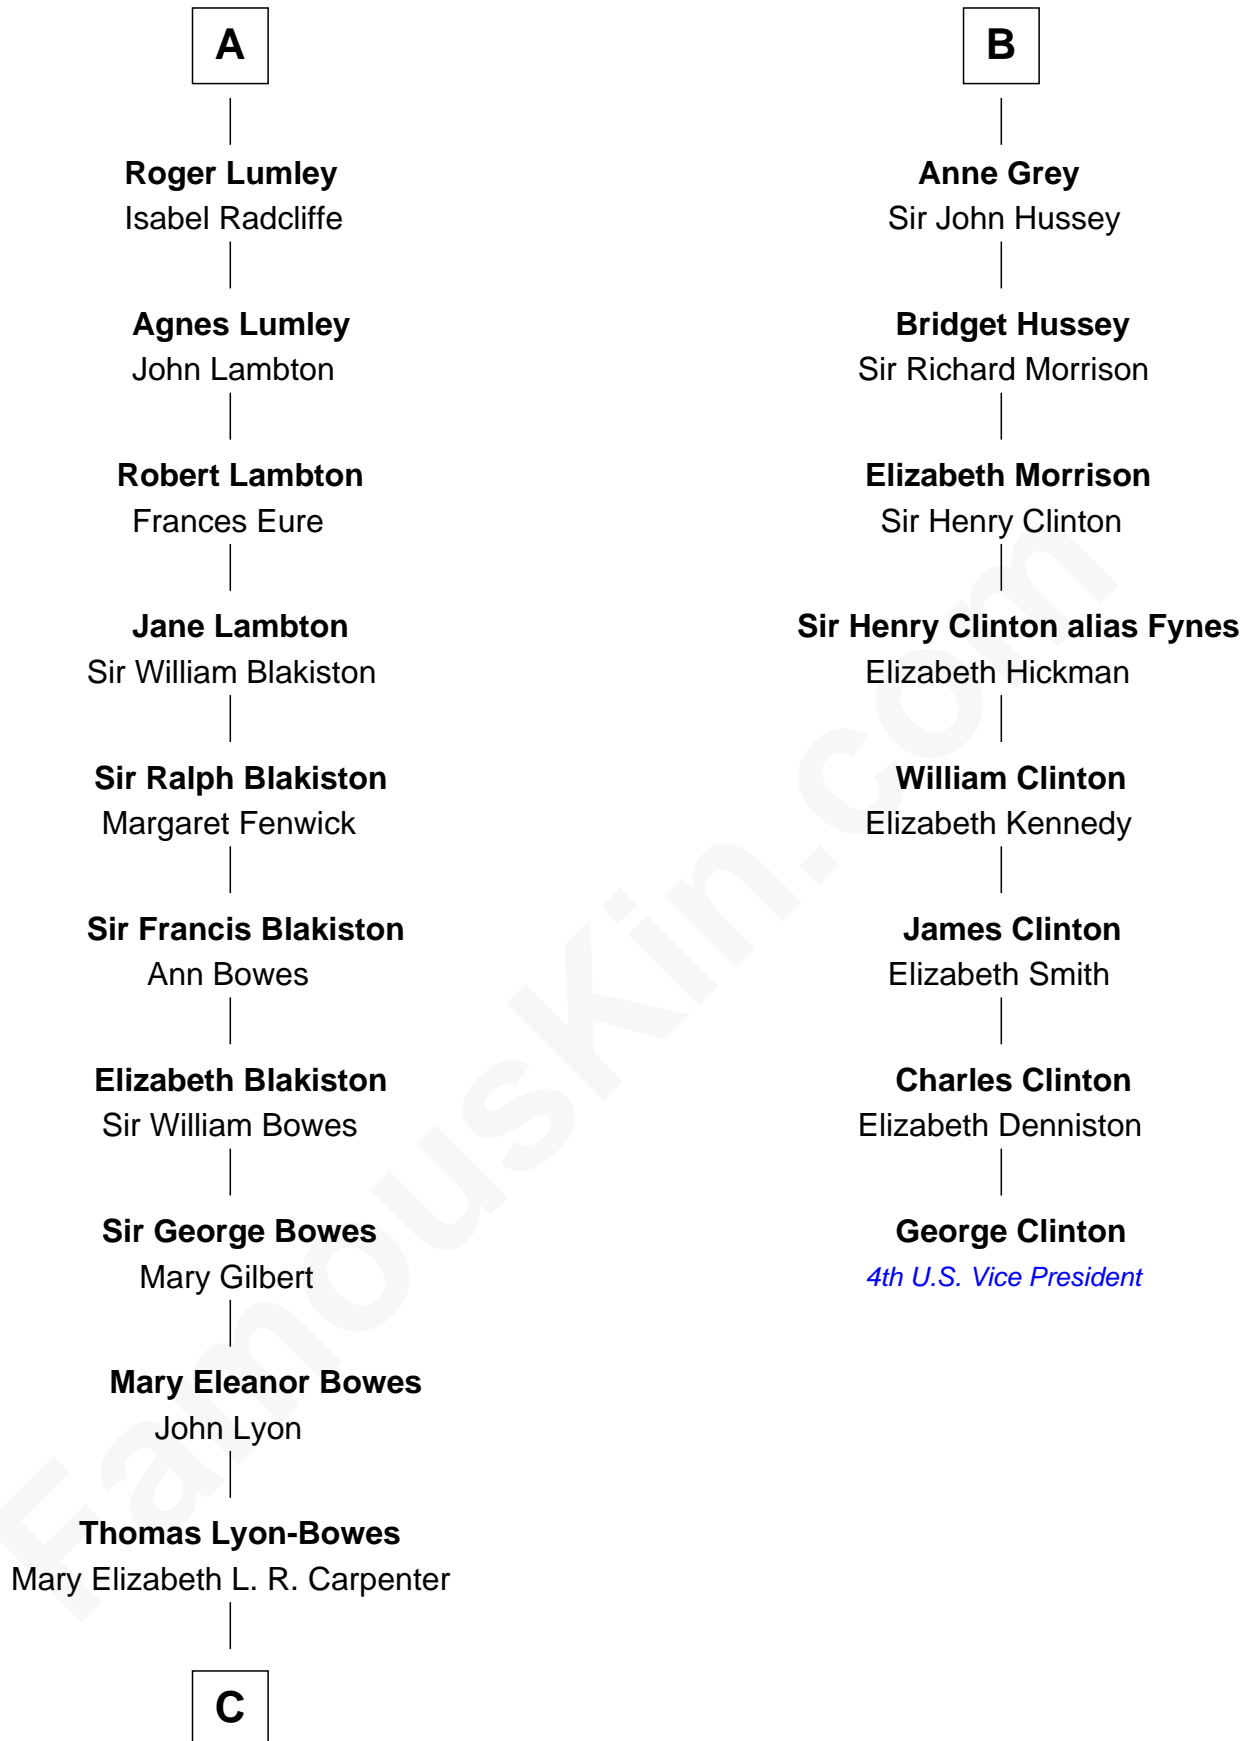 A
Roger Lumley
Isabel Radcliffe
Agnes Lumley
John Lambton
Robert Lambton
Frances Eure
Jane Lambton
Sir William Blakiston
Sir Ralph Blakiston
Margaret Fenwick
Sir Francis Blakiston
Ann Bowes
Elizabeth Blakiston
Sir William Bowes
Sir George Bowes
Mary Gilbert
Mary Eleanor Bowes
John Lyon
Thomas Lyon-Bowes
Mary Elizabeth L. R. Carpenter
C
B
Anne Grey
Sir John Hussey
Bridget Hussey
Sir Richard Morrison
Elizabeth Morrison
Sir Henry Clinton
Sir Henry Clinton alias Fynes
Elizabeth Hickman
William Clinton
Elizabeth Kennedy
James Clinton
Elizabeth Smith
Charles Clinton
Elizabeth Denniston
George Clinton
4th U.S. Vice President
FamousKin.com